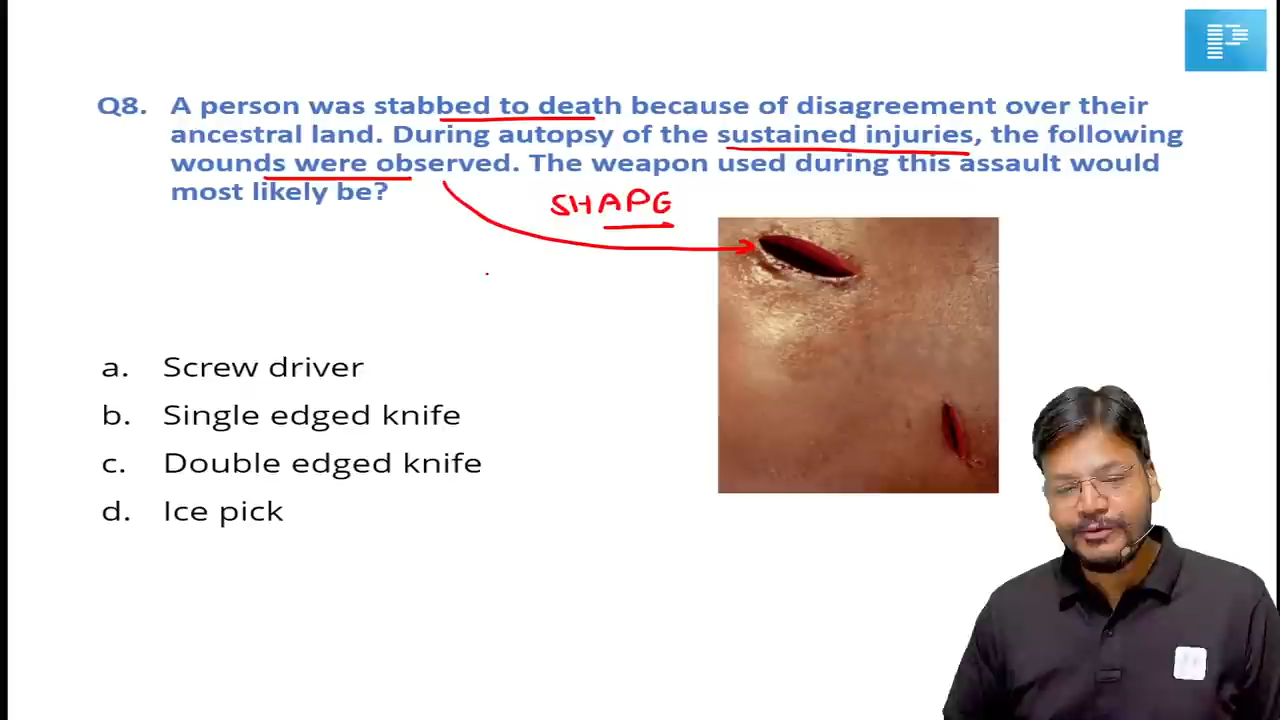 Q8. A person was stabbed to death because of disagreement over their
ancestral land. During autopsy of the sustained injuries, the following
wounds were observed. The weapon used during this assault would
most likely be?
SHAPE
a. Screw driver
b. Single edged knife
c. Double edged knife
d. Ice pick